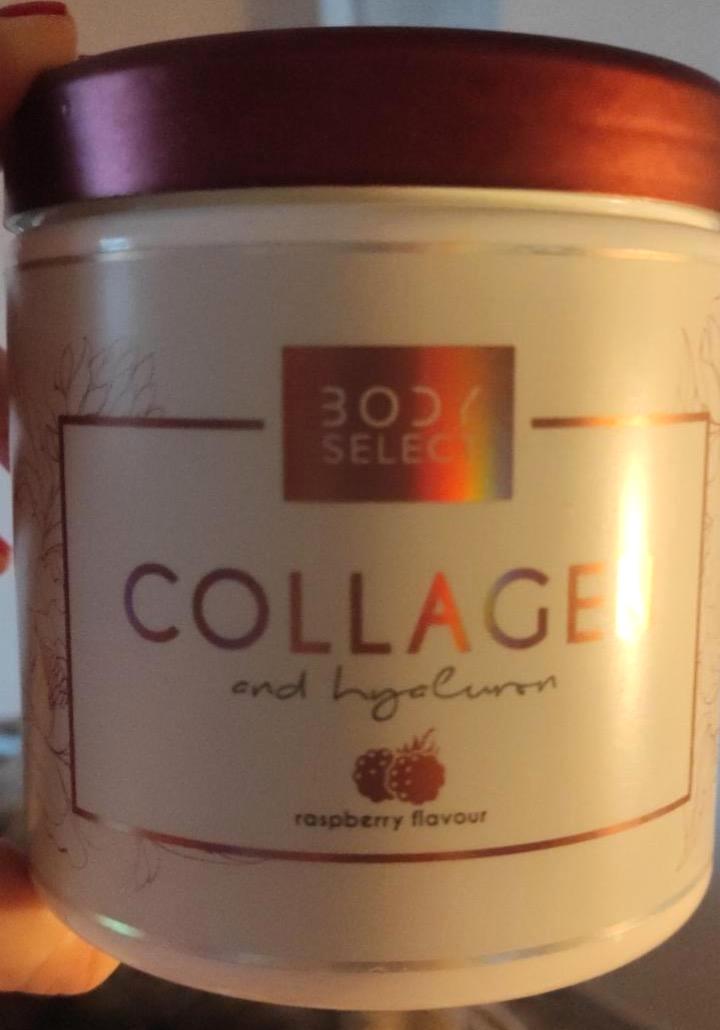 BODY
SELECT
COLLAGEN
and hyaluron
raspberry flavour